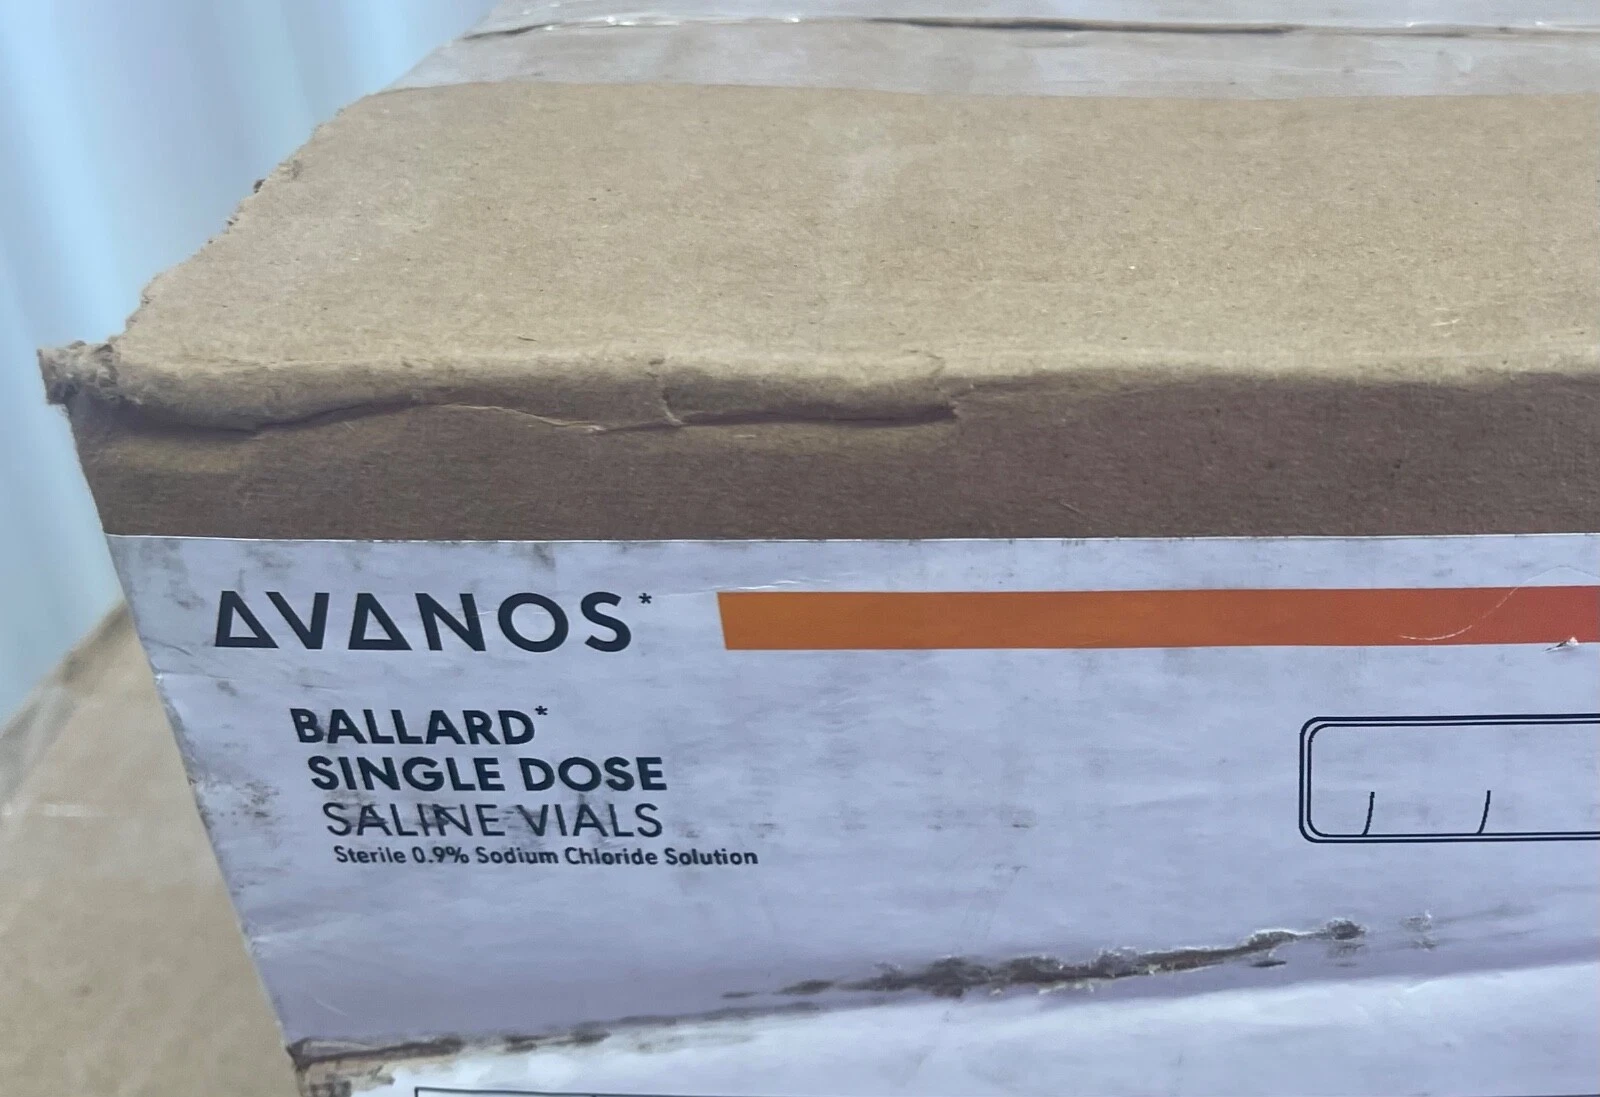 AVANOS*
BALLARD*
SINGLE DOSE
SALINE VIALS
Sterile 0.9% Sodium Chloride Solution